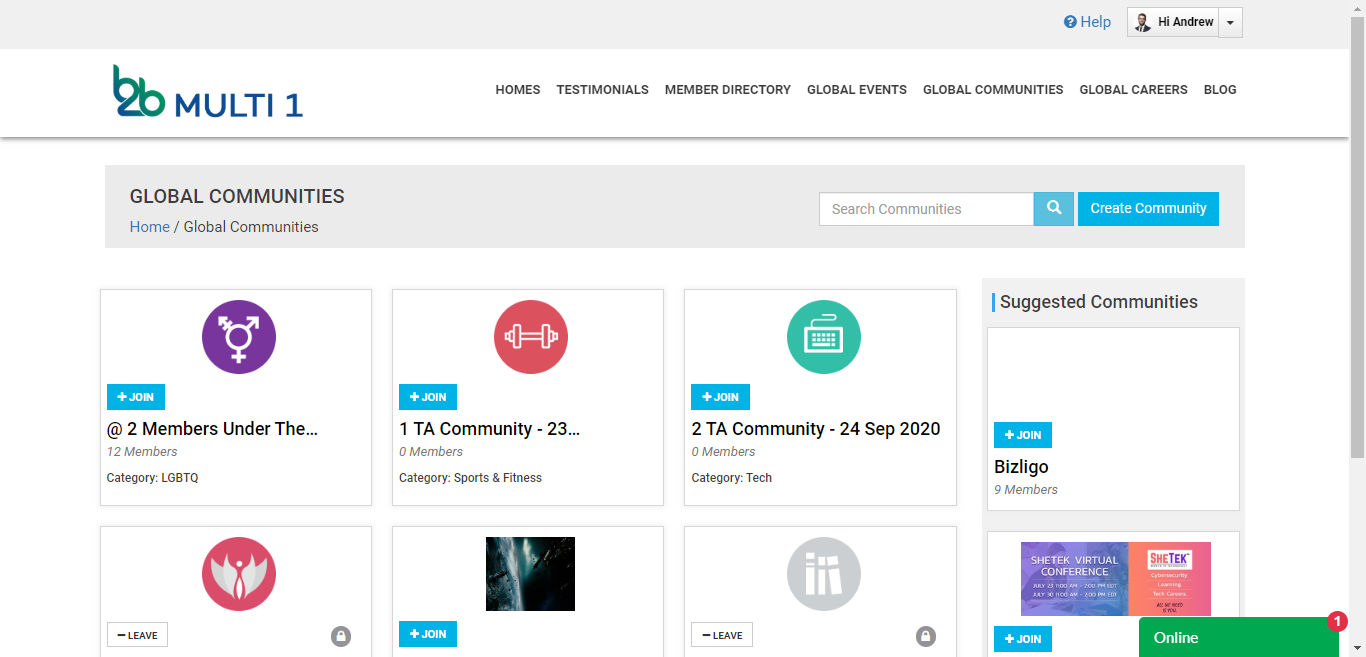 Help
Hi Andrew
b2b MULTI 1
HOMES TESTIMONIALS MEMBER DIRECTORY GLOBAL EVENTS GLOBAL COMMUNITIES GLOBAL CAREERS BLOG
GLOBAL COMMUNITIES
Home / Global Communities
Search Communities
Create Community
JOIN
@ 2 Members Under The...
12 Members
Category: LGBTQ
JOIN
1 TA Community - 23...
0 Members
Category: Sports & Fitness
JOIN
2 TA Community - 24 Sep 2020
0 Members
Category: Tech
LEAVE
JOIN
LEAVE
Suggested Communities
JOIN
Bizligo
9 Members
SHETEK VIRTUAL
CONFERENCE
JULY 23 11:00 AM - 2:00 PM EDT
JULY 30 11:00 AM - 2:00 PM EDT
SHETEK
Cybersecurity
Learning
Tech Careers
ALL WE NEED
IS YOU.
JOIN
Online
1